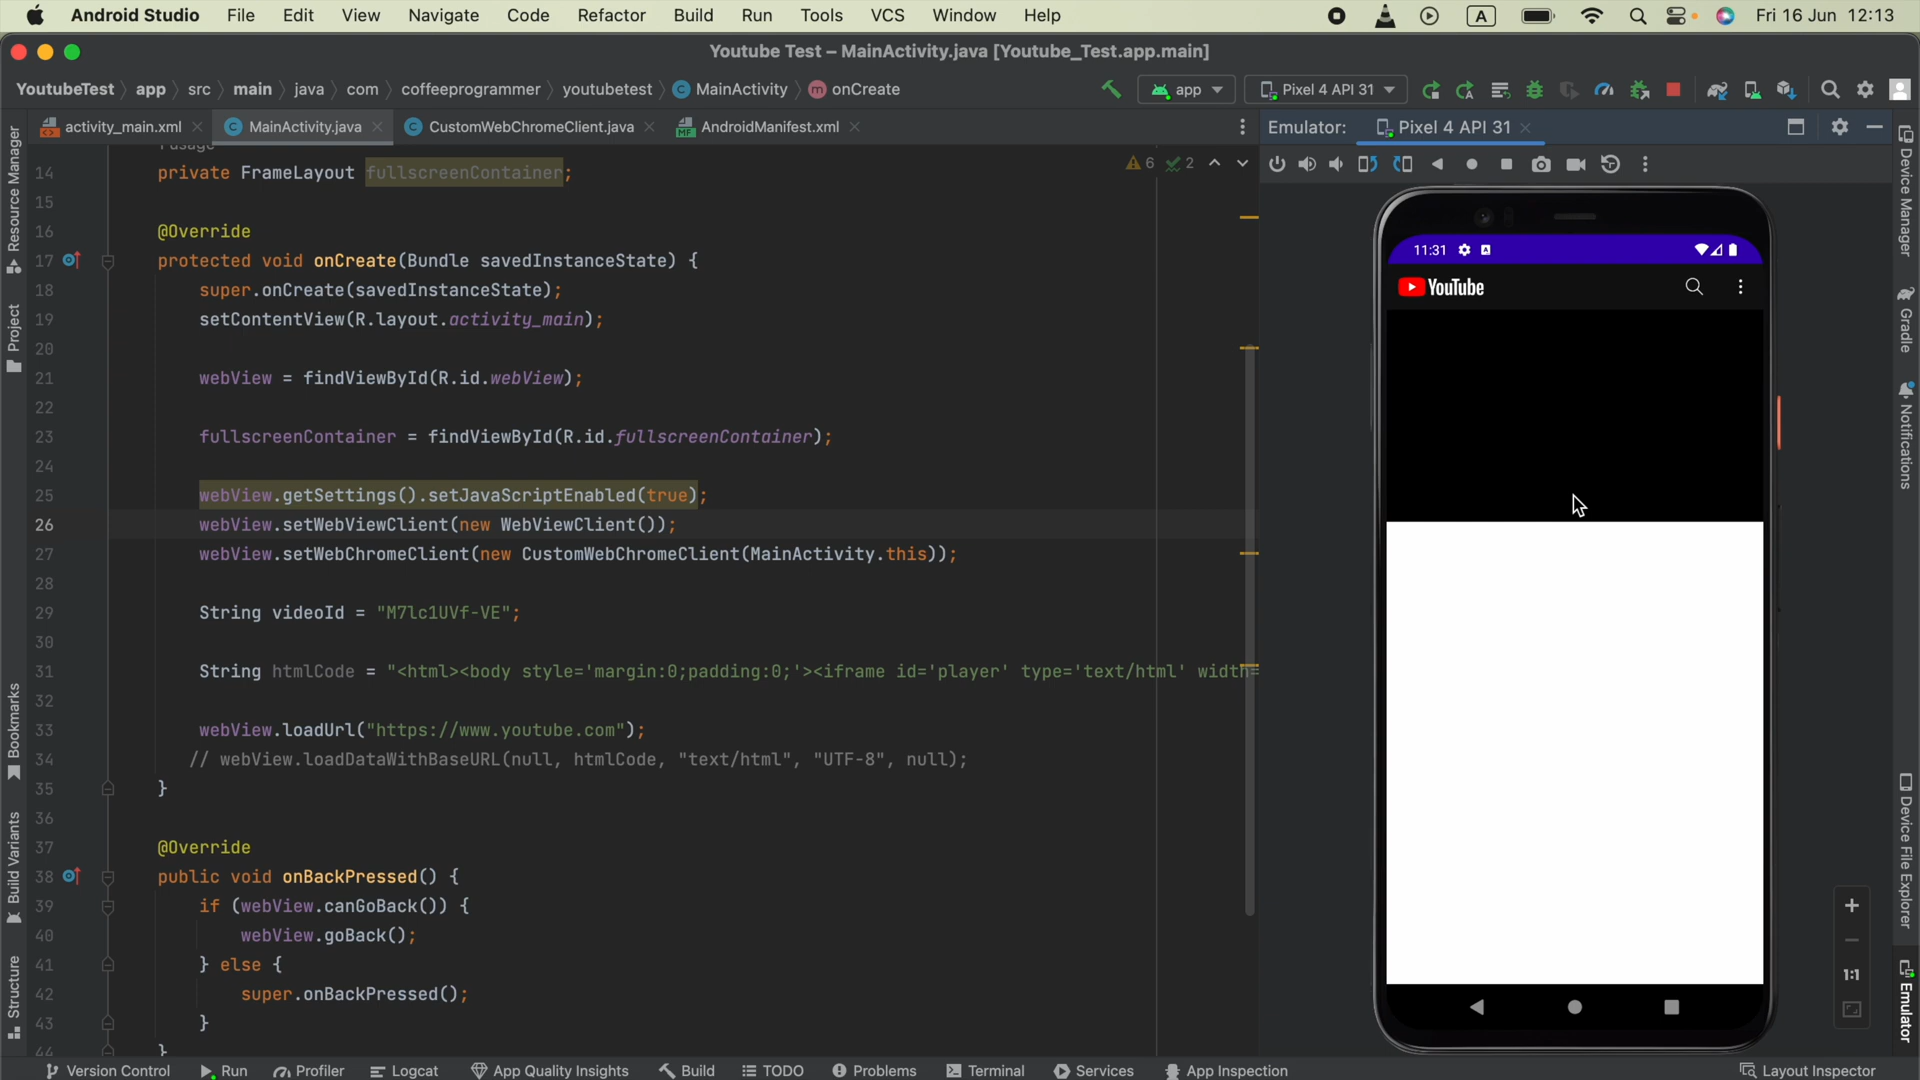 Android Studio File Edit View Navigate Code Refactor Build Run Tools VCS Window Help A Fri 16 Jun 12:13
Youtube Test – MainActivity.java [Youtube_Test.app.main]
YoutubeTest app src main java com coffeeprogrammer youtubetest C MainActivity m onCreate app Pixel 4 API 31
activity_main.xml C MainActivity.java C CustomWebChromeClient.java MF AndroidManifest.xml
Emulator: Pixel 4 API 31
6 2
14 private FrameLayout fullscreenContainer;
15
16 @Override
17 protected void onCreate(Bundle savedInstanceState) {
18 super.onCreate(savedInstanceState);
19 setContentView(R.layout.activity_main);
20
21 webView = findViewById(R.id.webView);
22
23 fullscreenContainer = findViewById(R.id.fullscreenContainer);
24
25 webView.getSettings().setJavaScriptEnabled(true);
26 webView.setWebViewClient(new WebViewClient());
27 webView.setWebChromeClient(new CustomWebChromeClient(MainActivity.this));
28
29 String videoId = "M7lc1UVf-VE";
30
31 String htmlCode = "<html><body style='margin:0;padding:0;'><iframe id='player' type='text/html' width=
32
33 webView.loadUrl("https://www.youtube.com");
34 // webView.loadDataWithBaseURL(null, htmlCode, "text/html", "UTF-8", null);
35 }
36
37 @Override
38 public void onBackPressed() {
39 if (webView.canGoBack()) {
40 webView.goBack();
41 } else {
42 super.onBackPressed();
43 }
44 }
11:31 A
YouTube
1:1
Resource Manager
Project
Bookmarks
Build Variants
Structure
Device Manager
Gradle
Notifications
Device File Explorer
Emulator
Version Control Run Profiler Logcat App Quality Insights Build TODO Problems Terminal Services App Inspection Layout Inspector